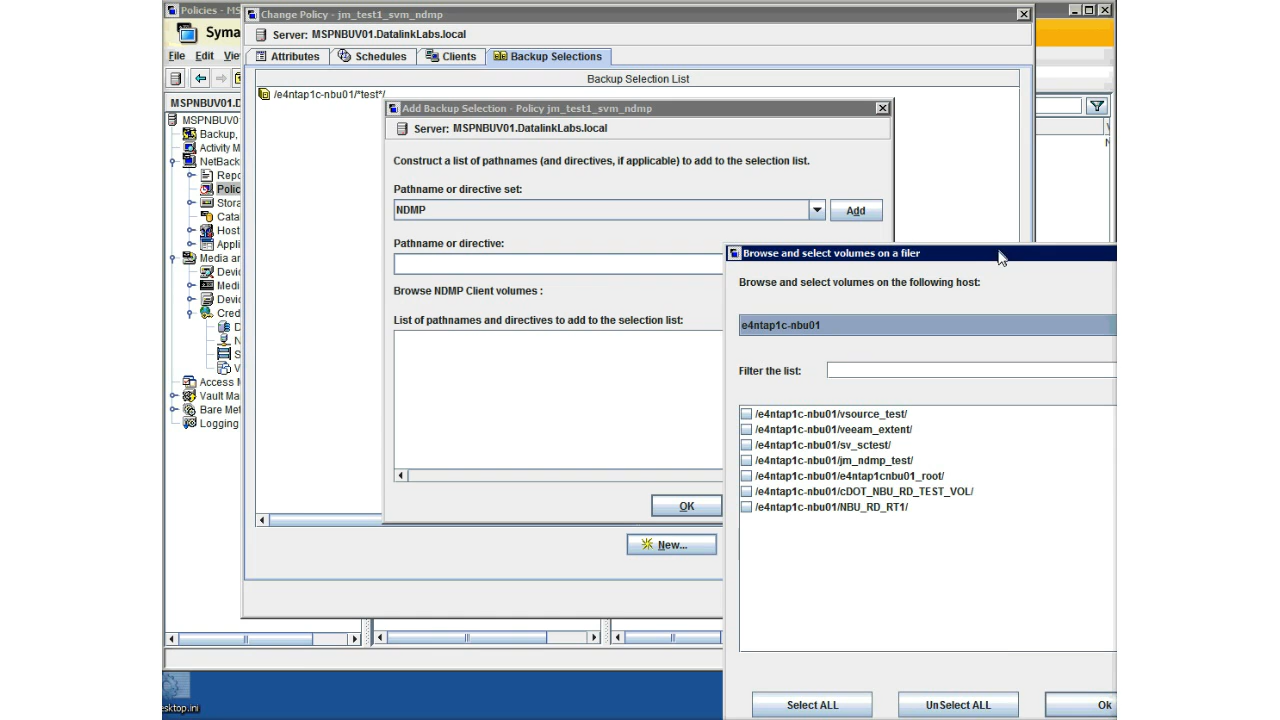 Policies - MS
Change Policy - jm_test1_svm_ndmp
Syma
Server: MSPNBUV01.DatalinkLabs.local
File Edit Vie
Attributes Schedules Clients Backup Selections
Backup Selection List
/e4ntap1c-nbu01/*test*/
MSPNBUV01.D
MSPNBUV0
Backup,
Activity M
NetBack
Repo
Polic
Stora
Cata
Host
Appli
Media ar
Devic
Medi
Devic
Cred
D
N
S
V
Access M
Vault Ma
Bare Met
Logging
Add Backup Selection - Policy jm_test1_svm_ndmp
Server: MSPNBUV01.DatalinkLabs.local
Construct a list of pathnames (and directives, if applicable) to add to the selection list.
Pathname or directive set:
NDMP
Add
Pathname or directive:
Browse NDMP Client volumes :
List of pathnames and directives to add to the selection list:
OK
New...
Browse and select volumes on a filer
Browse and select volumes on the following host:
e4ntap1c-nbu01
Filter the list:
/e4ntap1c-nbu01/vsource_test/
/e4ntap1c-nbu01/veeam_extent/
/e4ntap1c-nbu01/sv_sctest/
/e4ntap1c-nbu01/jm_ndmp_test/
/e4ntap1c-nbu01/e4ntap1cnbu01_root/
/e4ntap1c-nbu01/cDOT_NBU_RD_TEST_VOL/
/e4ntap1c-nbu01/NBU_RD_RT1/
Select ALL
UnSelect ALL
Ok
esktop.ini